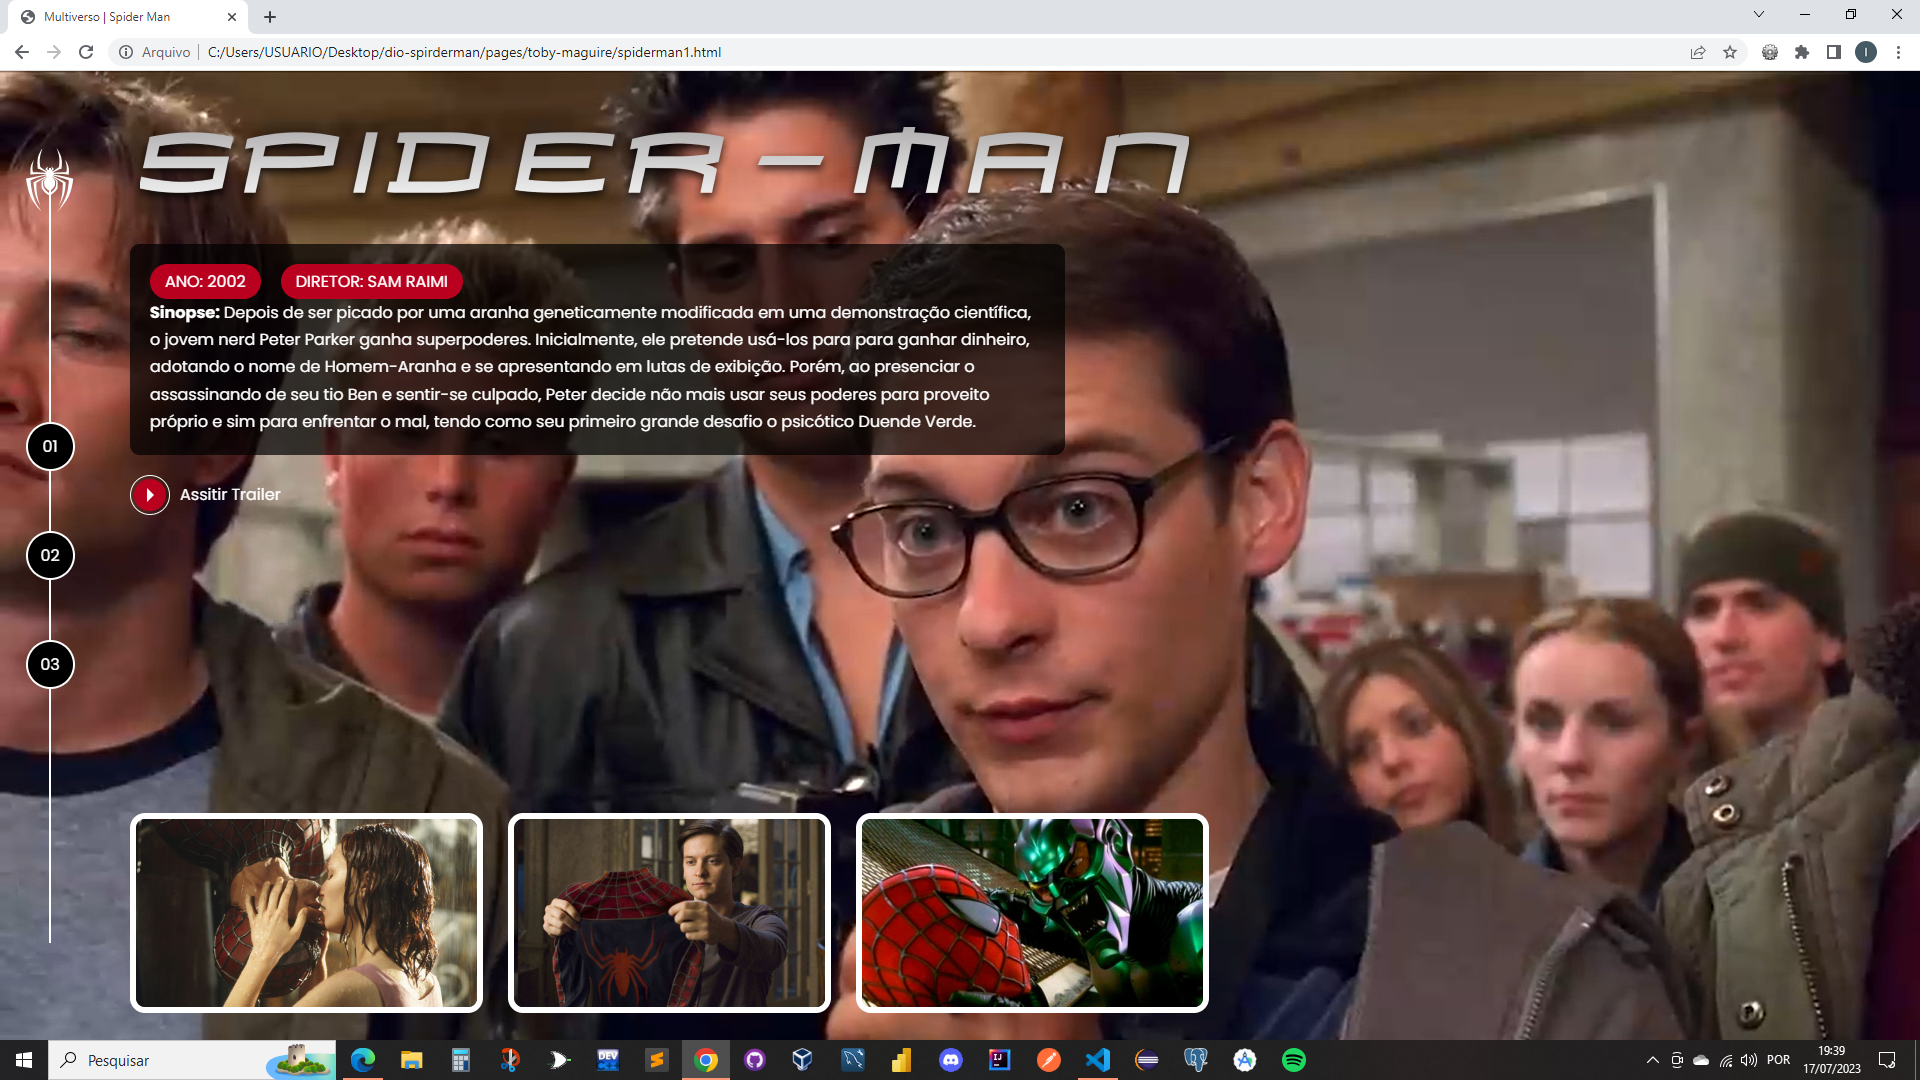 Multiverso | Spider Man
Arquivo | C:/Users/USUARIO/Desktop/dio-spirderman/pages/toby-maguire/spiderman1.html
I
SPIDER-MAN
ANO: 2002
DIRETOR: SAM RAIMI
Sinopse: Depois de ser picado por uma aranha geneticamente modificada em uma demonstração científica,
o jovem nerd Peter Parker ganha superpoderes. Inicialmente, ele pretende usá-los para para ganhar dinheiro,
adotando o nome de Homem-Aranha e se apresentando em lutas de exibição. Porém, ao presenciar o
assassinando de seu tio Ben e sentir-se culpado, Peter decide não mais usar seus poderes para proveito
próprio e sim para enfrentar o mal, tendo como seu primeiro grande desafio o psicótico Duende Verde.
Assitir Trailer
01
02
03
Pesquisar
DEV
IJ
POR
19:39
17/07/2023